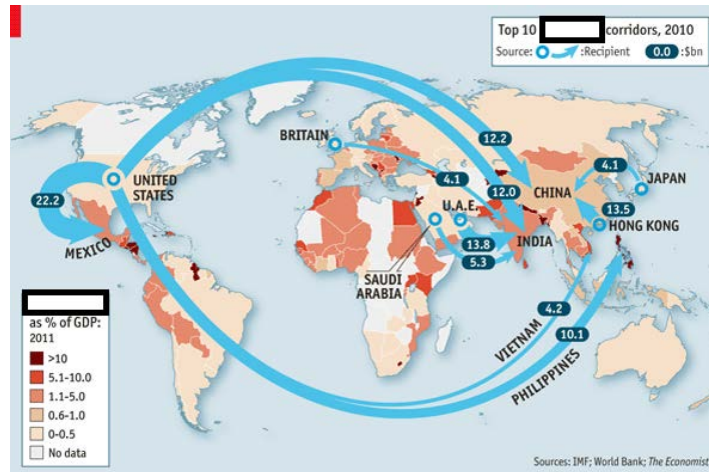 Top 10 corridors, 2010
Source: :Recipient 0.0 :$bn
BRITAIN
12.2
4.1
12.0
4.1
JAPAN
CHINA
UNITED
STATES
22.2
U.A.E.
13.5
HONG KONG
MEXICO
13.8
INDIA
5.3
SAUDI
ARABIA
as % of GDP:
2011
>10
5.1-10.0
1.1-5.0
0.6-1.0
0-0.5
No data
4.2
VIETNAM
10.1
PHILIPPINES
Sources: IMF; World Bank; The Economist